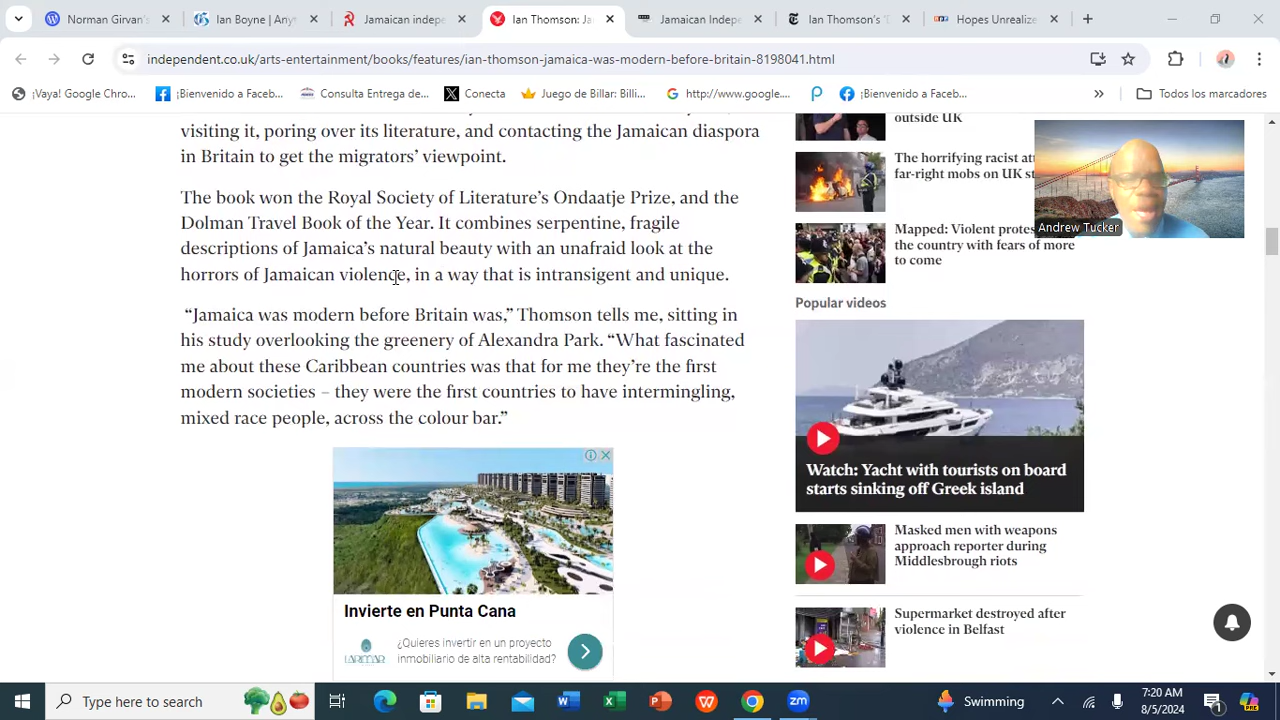 Norman Girvan's
Ian Boyne | Any
Jamaican indepe
Ian Thomson: Ja
Jamaican Indepe
Ian Thomson's 'D
Hopes Unrealize
independent.co.uk/arts-entertainment/books/features/ian-thomson-jamaica-was-modern-before-britain-8198041.html
¡Vaya! Google Chro...
¡Bienvenido a Faceb...
Consulta Entrega de...
Conecta
Juego de Billar: Billi...
http://www.google....
¡Bienvenido a Faceb...
Todos los marcadores
visiting it, poring over its literature, and contacting the Jamaican diaspora
in Britain to get the migrators' viewpoint.
The book won the Royal Society of Literature's Ondaatje Prize, and the
Dolman Travel Book of the Year. It combines serpentine, fragile
descriptions of Jamaica's natural beauty with an unafraid look at the
horrors of Jamaican violence, in a way that is intransigent and unique.
“Jamaica was modern before Britain was,” Thomson tells me, sitting in
his study overlooking the greenery of Alexandra Park. “What fascinated
me about these Caribbean countries was that for me they're the first
modern societies – they were the first countries to have intermingling,
mixed race people, across the colour bar.”
Invierte en Punta Cana
LARMAR
¿Quieres invertir en un proyecto
inmobiliario de alta rentabilidad?
outside UK
The horrifying racist att
far-right mobs on UK st
Mapped: Violent protes
the country with fears of more
to come
Andrew Tucker
Popular videos
Watch: Yacht with tourists on board
starts sinking off Greek island
Masked men with weapons
approach reporter during
Middlesbrough riots
Supermarket destroyed after
violence in Belfast
Type here to search
Swimming
7:20 AM
8/5/2024